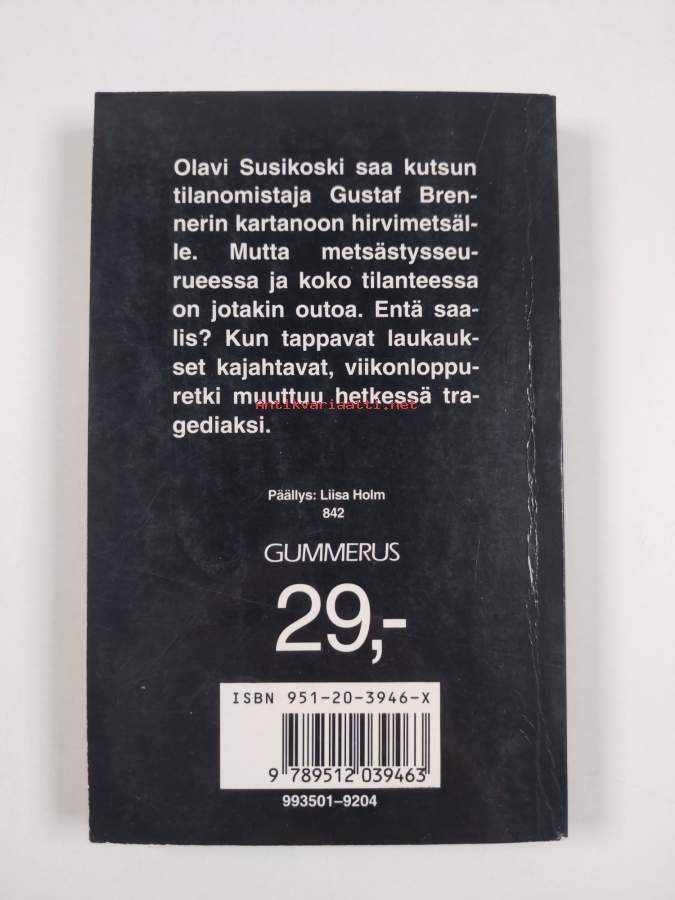 Olavi Susikoski saa kutsun
tilanomistaja Gustaf Bren-
nerin kartanoon hirvimetsäl-
le. Mutta metsästysseu-
rueessa ja koko tilanteessa
on jotakin outoa. Entä saa-
lis? Kun tappavat laukauk-
set kajahtavat, viikonloppu-
retki muuttuu hetkessä tra-
Antikvariaatti.net
gediaksi.
Päällys: Liisa Holm
842
GUMMERUS
29,-
ISBN 951-20-3946-X
9 789512 039463
993501-9204